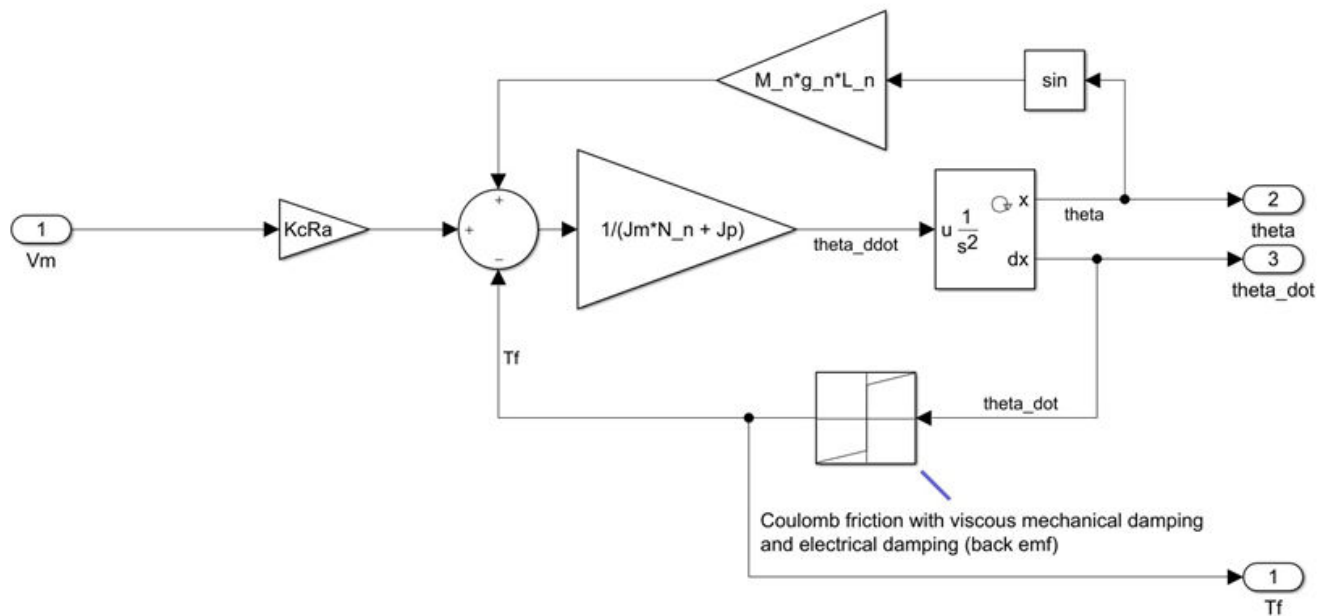 M_n*g_n*L_n
sin
+
1
Vm
KcRa
+
−
1/(Jm*N_n + Jp)
theta_ddot
u 1/s2
x
dx
theta
2
theta
3
theta_dot
Tf
theta_dot
Coulomb friction with viscous mechanical damping
and electrical damping (back emf)
1
Tf